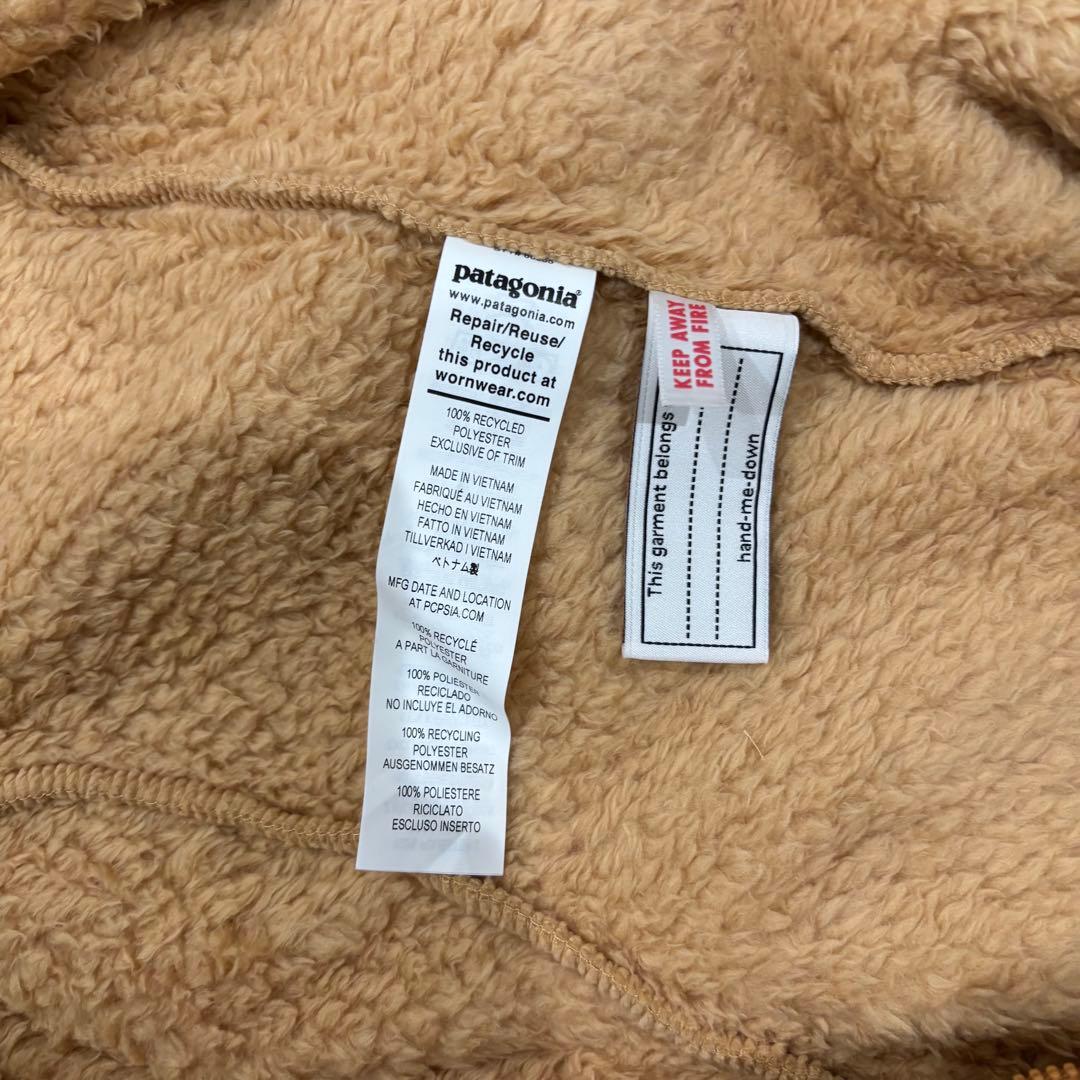 patagonia®
www.patagonia.com
Repair/Reuse/
Recycle
this product at
wornwear.com
100% RECYCLED
POLYESTER
EXCLUSIVE OF TRIM
MADE IN VIETNAM
FABRIQUÉ AU VIETNAM
HECHO EN VIETNAM
FATTO IN VIETNAM
TILLVERKAD I VIETNAM
ベトナム製
MFG DATE AND LOCATION
AT PCPSIA.COM
100% RECYCLÉ
POLYESTER
A PART LA GARNITURE
100% POLIESTER
RECICLADO
NO INCLUYE EL ADORNO
100% RECYCLING
POLYESTER
AUSGENOMMEN BESATZ
100% POLIESTERE
RICICLATO
ESCLUSO INSERTO
KEEP AWAY
FROM FIRE
This garment belongs
hand-me-down